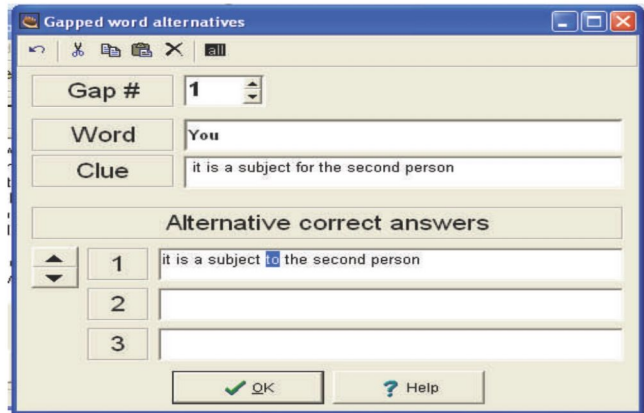 Gapped word alternatives
all
Gap #
1
Word
You
Clue
it is a subject for the second person
Alternative correct answers
1
it is a subject to the second person
2
3
OK
? Help